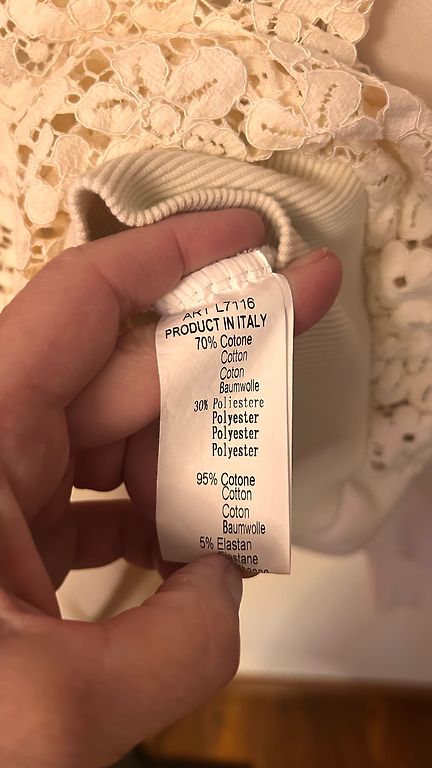 ART L7116
PRODUCT IN ITALY
70% Cotone
Cotton
Coton
Baumwolle
30% Poliestere
Polyester
Polyester
Polyester
95% Cotone
Cotton
Coton
Baumwolle
5% Elastan